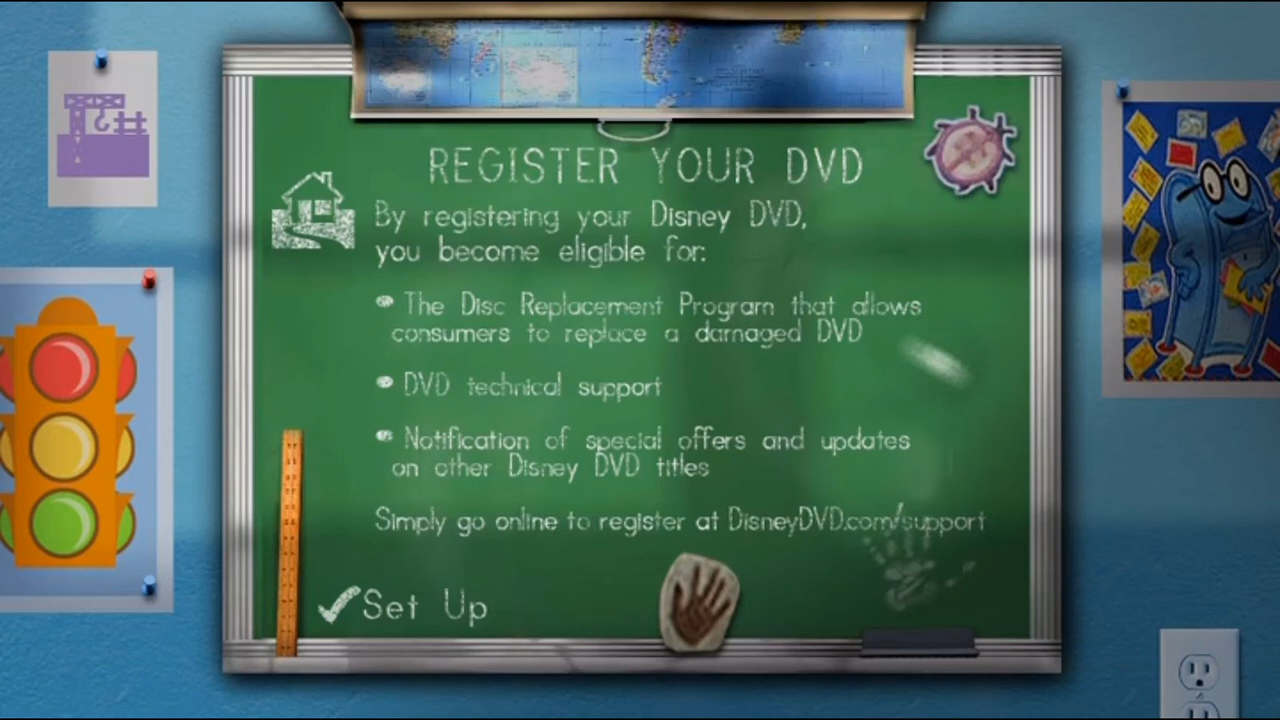 REGISTER YOUR DVD
By registering your Disney DVD,
you become eligible for:
The Disc Replacement Program that allows
consumers to replace a damaged DVD
DVD technical support
Notification of special offers and updates
on other Disney DVD titles
Simply go online to register at DisneyDVD.com/support
Set Up